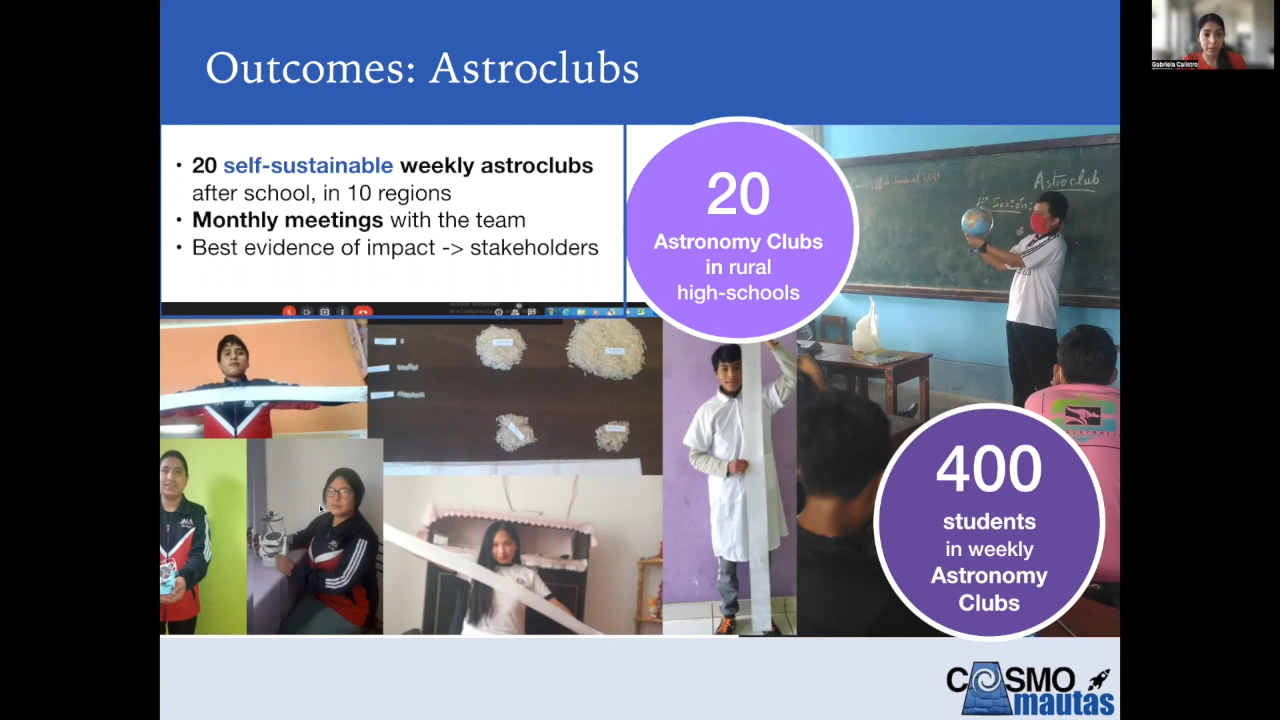 Outcomes: Astroclubs
• 20 self-sustainable weekly astroclubs
after school, in 10 regions
• Monthly meetings with the team
• Best evidence of impact -> stakeholders
20
Astronomy Clubs
in rural
high-schools
Astroclub
Sesión:
400
students
in weekly
Astronomy
Clubs
COSMO
mautas
Gabriela Calistro